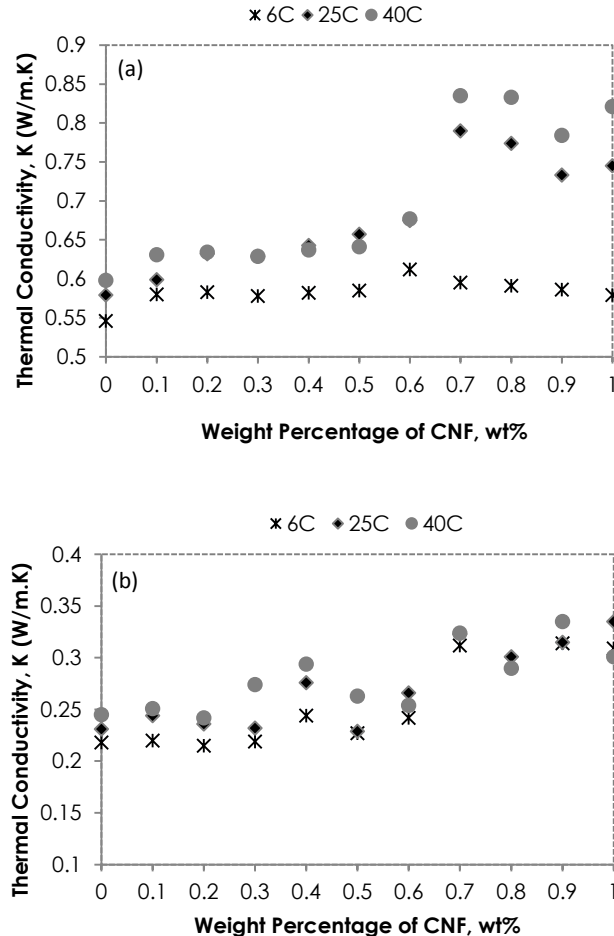 6C 25C 40C
(a)
Thermal Conductivity, K (W/m.K)
0.9
0.85
0.8
0.75
0.7
0.65
0.6
0.55
0.5
0 0.1 0.2 0.3 0.4 0.5 0.6 0.7 0.8 0.9 1
Weight Percentage of CNF, wt%
6C 25C 40C
(b)
Thermal Conductivity, K (W/m.K)
0.4
0.35
0.3
0.25
0.2
0.15
0.1
0 0.1 0.2 0.3 0.4 0.5 0.6 0.7 0.8 0.9 1
Weight Percentage of CNF, wt%